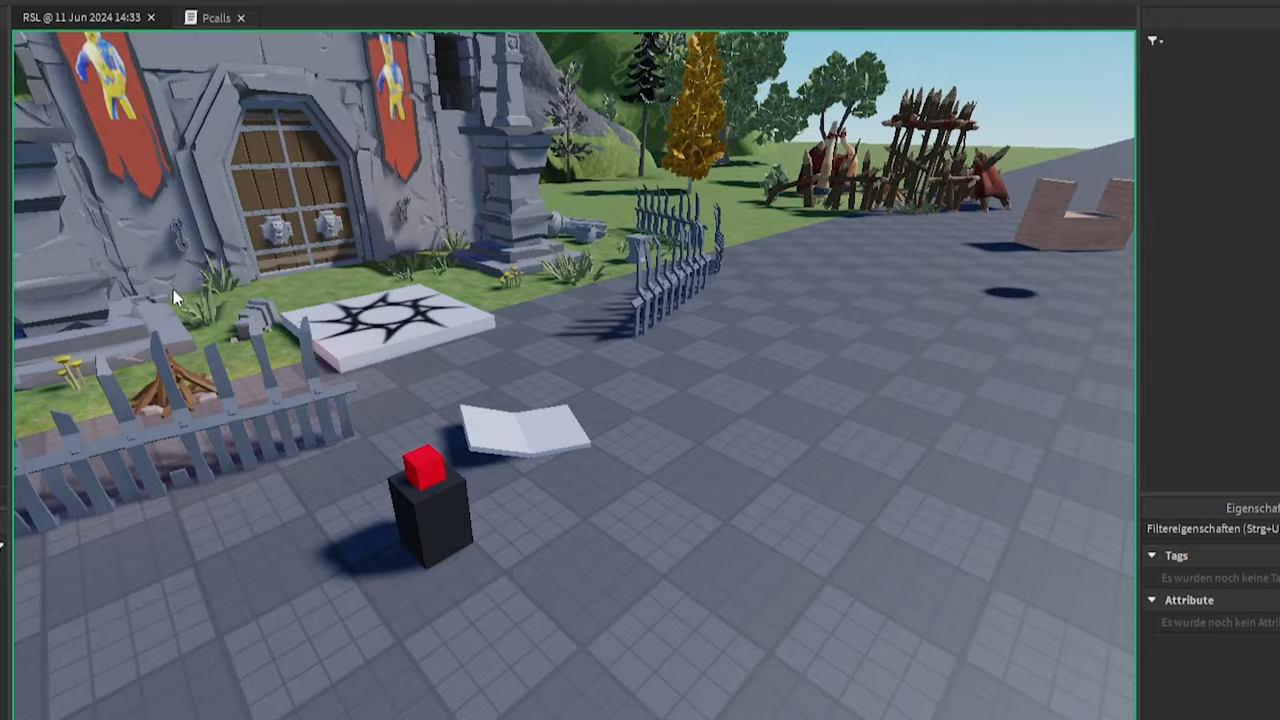 RSL @ 11 Jun 2024 14:33
Pcalls
Eigenschaf
Filtereigenschaften (Strg+U
Tags
Es wurden noch keine Ta
Attribute
Es wurde noch kein Attri